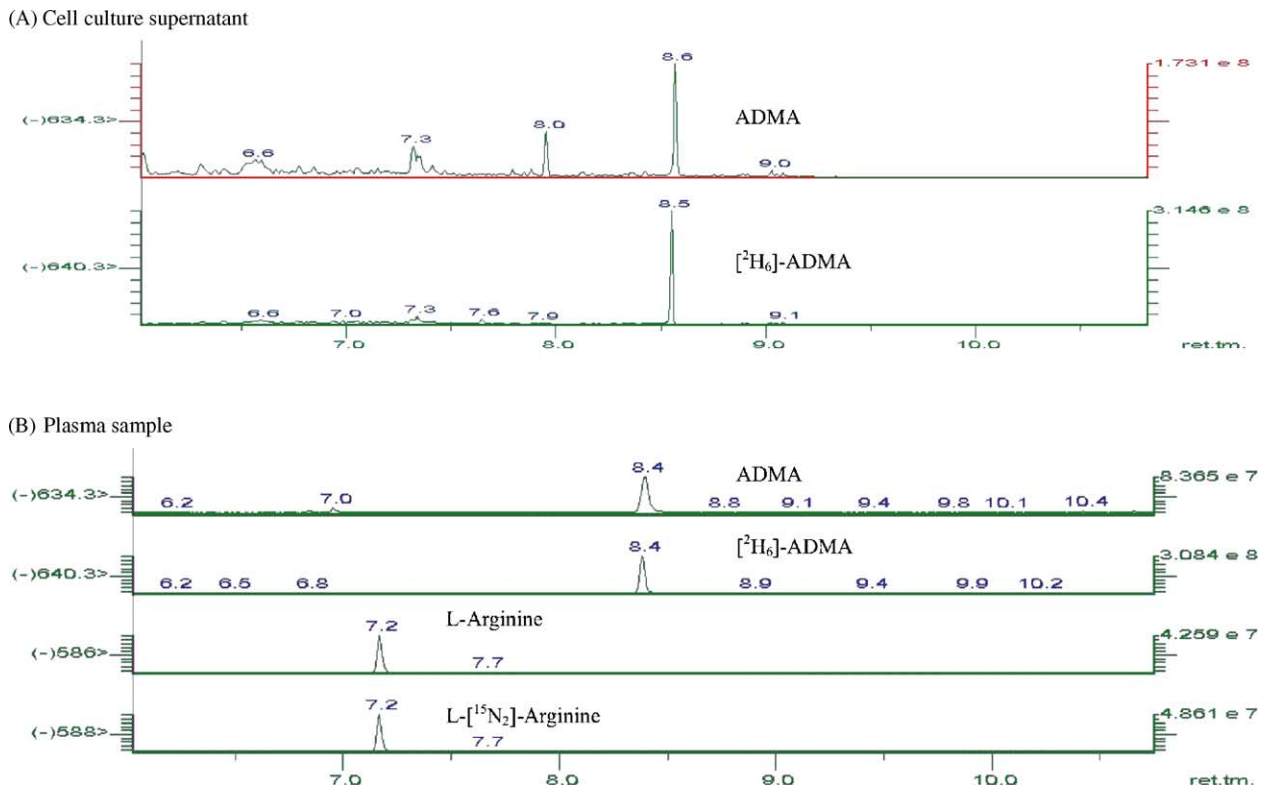 (A) Cell culture supernatant
8.6
1.731 e 8
(-)634.3>
ADMA
8.0
7.3
6.6
9.0
8.5
3.146 e 8
(-)640.3>
[²H₆]-ADMA
6.6 7.0 7.3 7.6 7.9 9.1
7.0 8.0 9.0 10.0 ret.tm.
(B) Plasma sample
8.4 ADMA 8.365 e 7
(-)634.3>
6.2 7.0 8.8 9.1 9.4 9.8 10.1 10.4
8.4 [²H₆]-ADMA 3.084 e 8
(-)640.3>
6.2 6.5 6.8 8.9 9.4 9.9 10.2
7.2 L-Arginine 4.259 e 7
(-)586>
7.7
7.2 L-[¹⁵N₂]-Arginine 4.861 e 7
(-)588>
7.7
7.0 8.0 9.0 10.0 ret.tm.